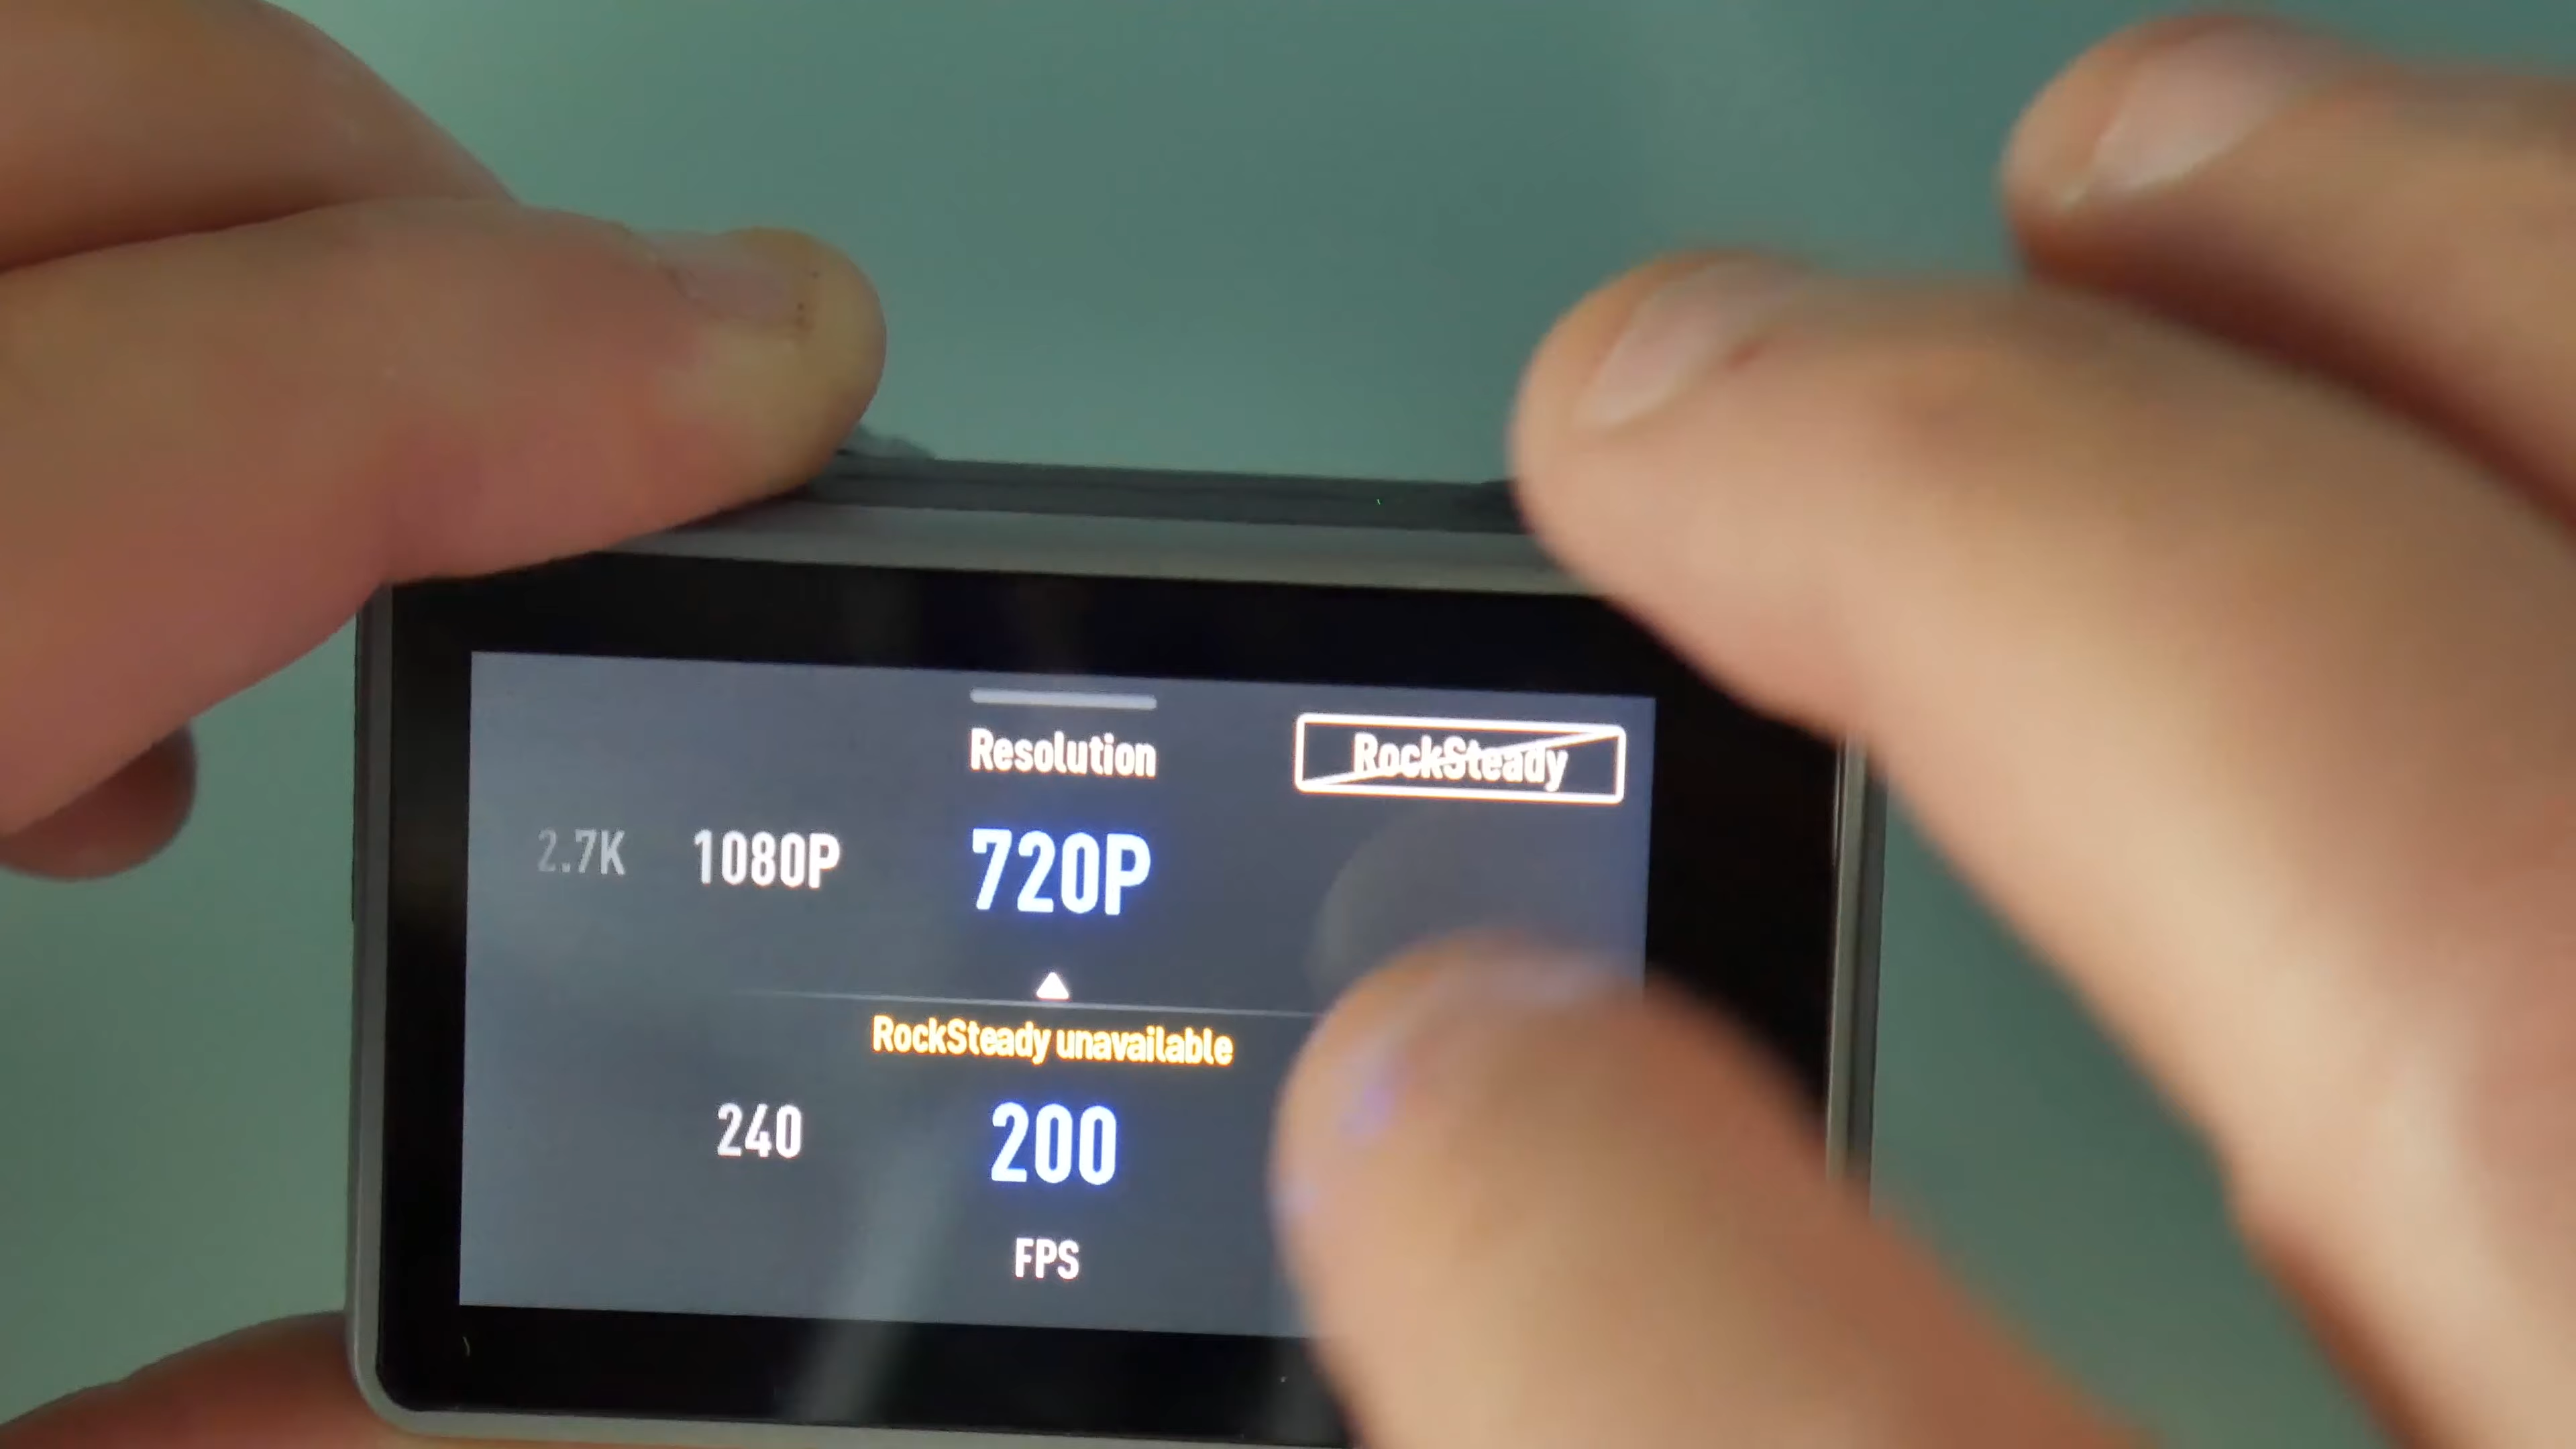 Resolution
RockSteady
2.7K 1080P 720P
RockSteady unavailable
240 200
FPS